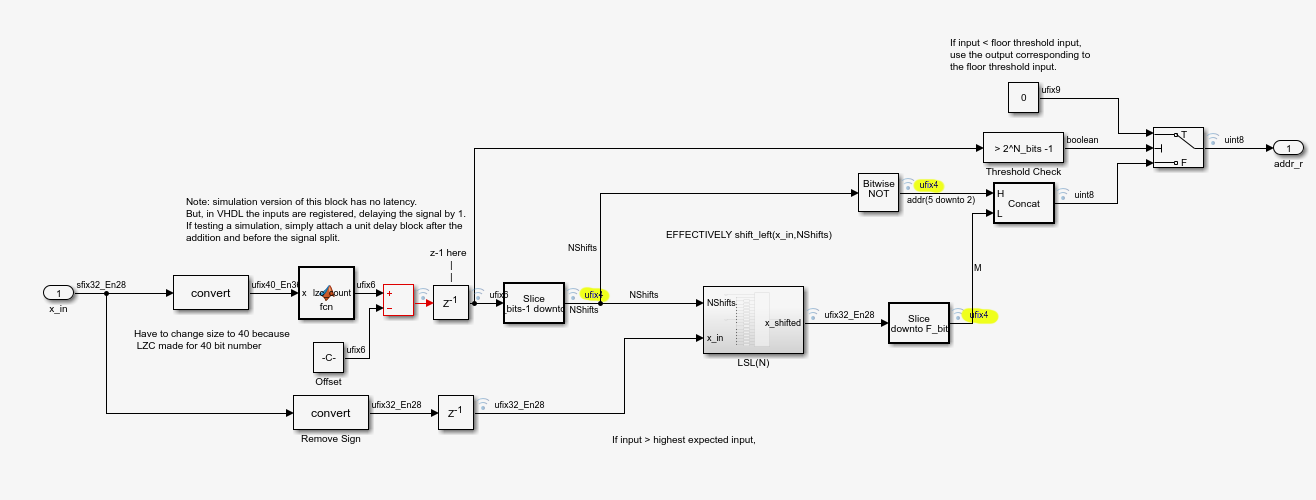 If input < floor threshold input,
use the output corresponding to
the floor threshold input.
0
ufix9
> 2^N_bits -1
boolean
Threshold Check
T
F
uint8
1
addr_r
Bitwise
NOT
ufix4
addr(5 downto 2)
H
L
Concat
uint8
Note: simulation version of this block has no latency.
But, in VHDL the inputs are registered, delaying the signal by 1.
If testing a simulation, simply attach a unit delay block after the
addition and before the signal split.
EFFECTIVELY shift_left(x_in,NShifts)
z-1 here
|
|
NShifts
M
1
x_in
sfix32_En28
convert
ufix40_En36
x
lzc_count
fcn
ufix6
+
−
z-1
ufix6
Slice
_bits-1 downto
ufix4
NShifts
NShifts
NShifts
x_in
x_shifted
LSL(N)
ufix32_En28
Slice
downto F_bit
ufix4
Have to change size to 40 because
LZC made for 40 bit number
-C-
ufix6
Offset
convert
Remove Sign
ufix32_En28
z-1
ufix32_En28
If input > highest expected input,